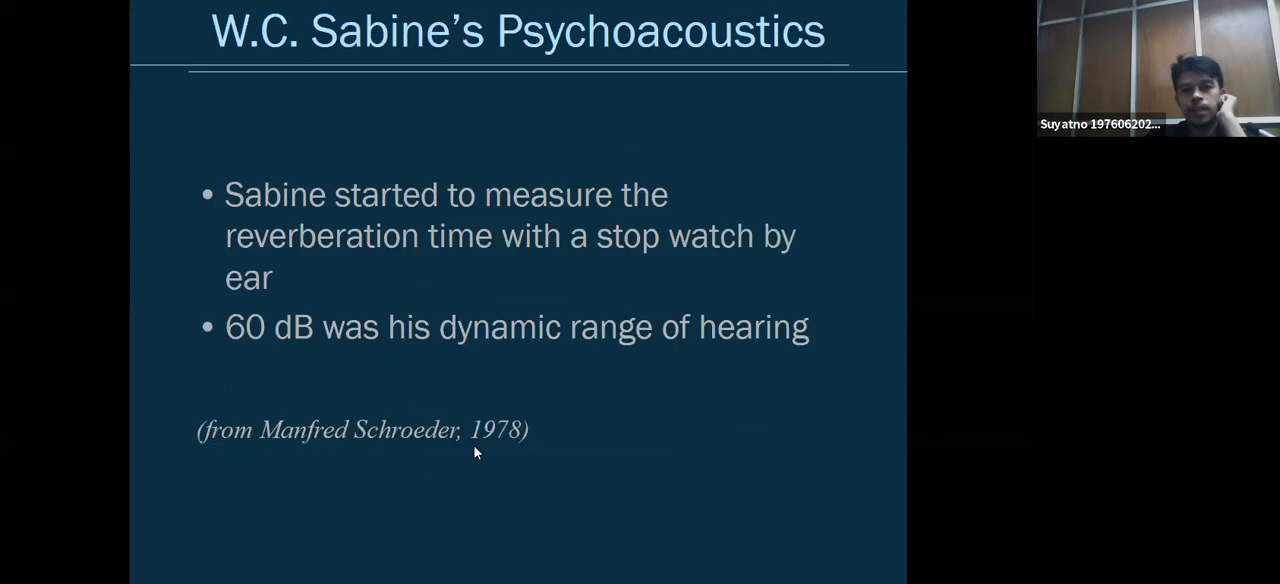 W.C. Sabine’s Psychoacoustics
• Sabine started to measure the
reverberation time with a stop watch by
ear
• 60 dB was his dynamic range of hearing
(from Manfred Schroeder, 1978)
Suyatno 197606202...